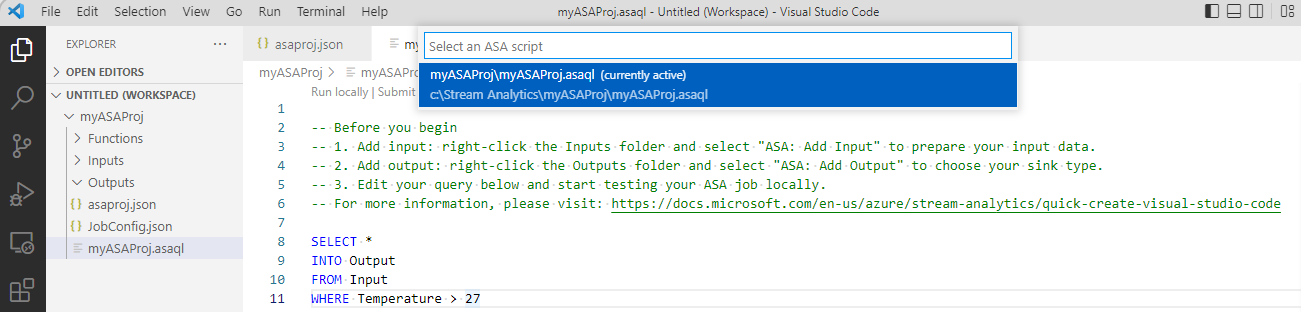 File Edit Selection View Go Run Terminal Help myASAProj.asaql - Untitled (Workspace) - Visual Studio Code
EXPLORER ...
OPEN EDITORS
UNTITLED (WORKSPACE)
myASAProj
Functions
Inputs
Outputs
{} asaproj.json
{} JobConfig.json
myASAProj.asaql
{} asaproj.json
Select an ASA script
myASAProj\myASAProj.asaql (currently active)
c:\Stream Analytics\myASAProj\myASAProj.asaql
myASAProj > myASAPro
Run locally | Submit
1
2 -- Before you begin
3 -- 1. Add input: right-click the Inputs folder and select "ASA: Add Input" to prepare your input data.
4 -- 2. Add output: right-click the Outputs folder and select "ASA: Add Output" to choose your sink type.
5 -- 3. Edit your query below and start testing your ASA job locally.
6 -- For more information, please visit: https://docs.microsoft.com/en-us/azure/stream-analytics/quick-create-visual-studio-code
7
8 SELECT *
9 INTO Output
10 FROM Input
11 WHERE Temperature > 27